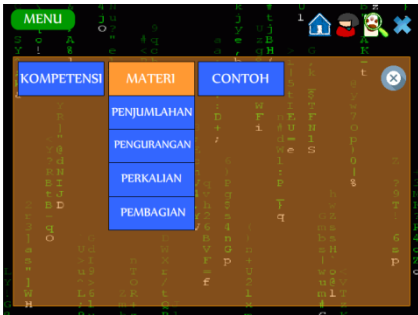 MENU
KOMPETENSI MATERI CONTOH
PENJUMLAHAN
PENGURANGAN
PERKALIAN
PEMBAGIAN